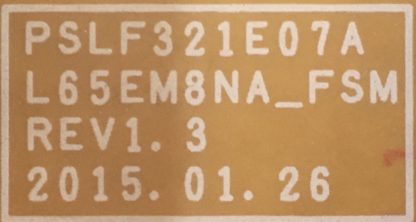 PSLF321E07A
L65EM8NA_FSM
REV1. 3
2015. 01. 26